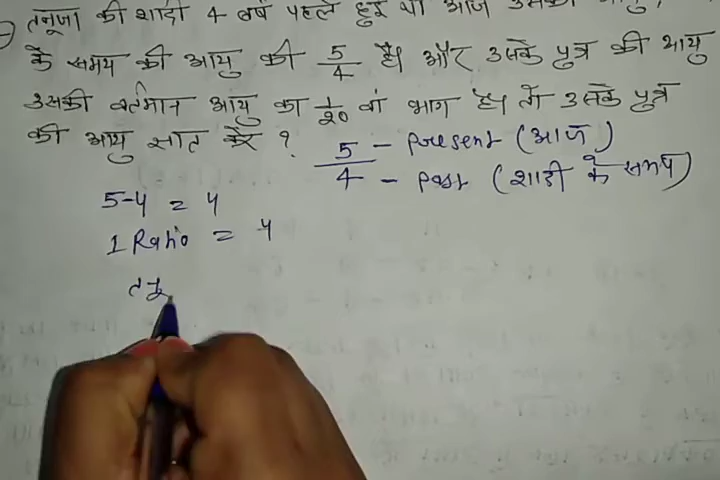 तनूजा की शादी 4 वर्ष पहले हुई थी आज उसकी
के समय की आयु की 5/4 है। और उसके पुत्र की आयु
उसकी वर्तमान आयु का 1/20 वां भाग है। तो उसके पुत्र
की आयु ज्ञात करें ?
5/4 - present (आज)
- past (शादी के समय)
5-4 = 4
1 Ratio = 4
तनू